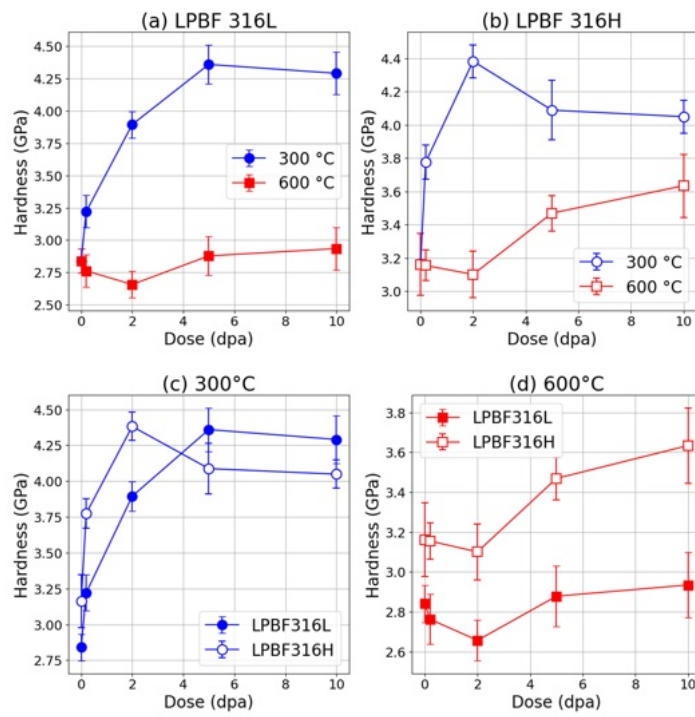 (a) LPBF 316L
4.50
4.25
4.00
3.75
3.50
3.25
3.00
2.75
2.50
Hardness (GPa)
300 °C
600 °C
0 2 4 6 8 10
Dose (dpa)
(b) LPBF 316H
4.4
4.2
4.0
3.8
3.6
3.4
3.2
3.0
Hardness (GPa)
300 °C
600 °C
0 2 4 6 8 10
Dose (dpa)
(c) 300°C
4.50
4.25
4.00
3.75
3.50
3.25
3.00
2.75
Hardness (GPa)
LPBF316L
LPBF316H
0 2 4 6 8 10
Dose (dpa)
(d) 600°C
3.8
3.6
3.4
3.2
3.0
2.8
2.6
Hardness (GPa)
LPBF316L
LPBF316H
0 2 4 6 8 10
Dose (dpa)